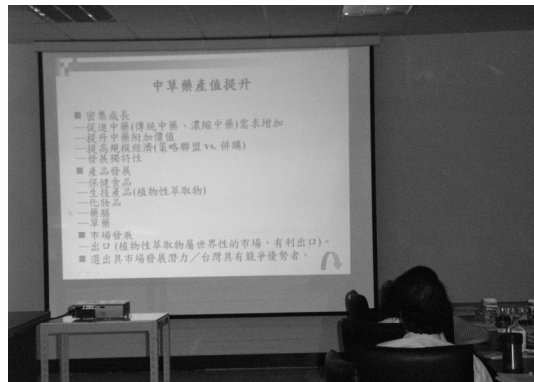 中草藥產值提升
■ 密集成長
—促進中藥(傳統中藥、濃縮中藥)需求增加
—提升中藥附加價值
—提高規模經濟(策略聯盟 vs. 併購)
—發展獨特性
■ 產品發展
—保健食品
—生技產品(植物性萃取物)
—化妝品
—藥膳
—草藥
■ 市場發展
—出口 (植物性萃取物屬世界性的市場，有利出口)。
■ 選出具市場發展潛力／台灣具有競爭優勢者。